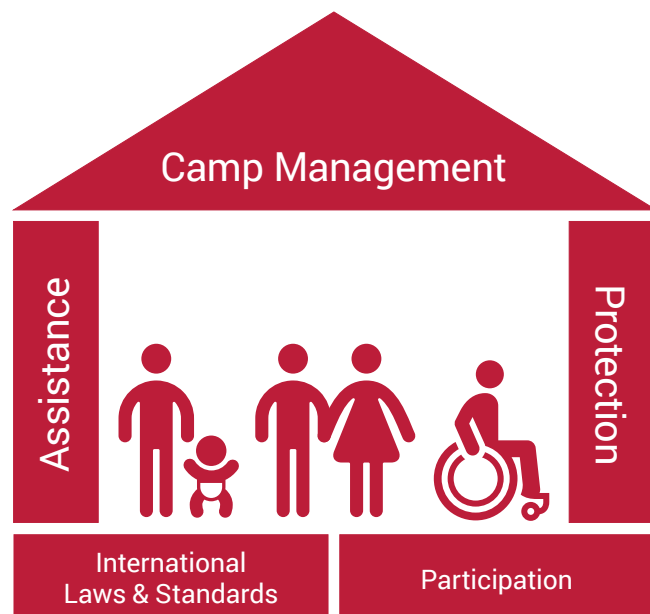 Camp Management
Assistance
Protection
International
Laws & Standards
Participation